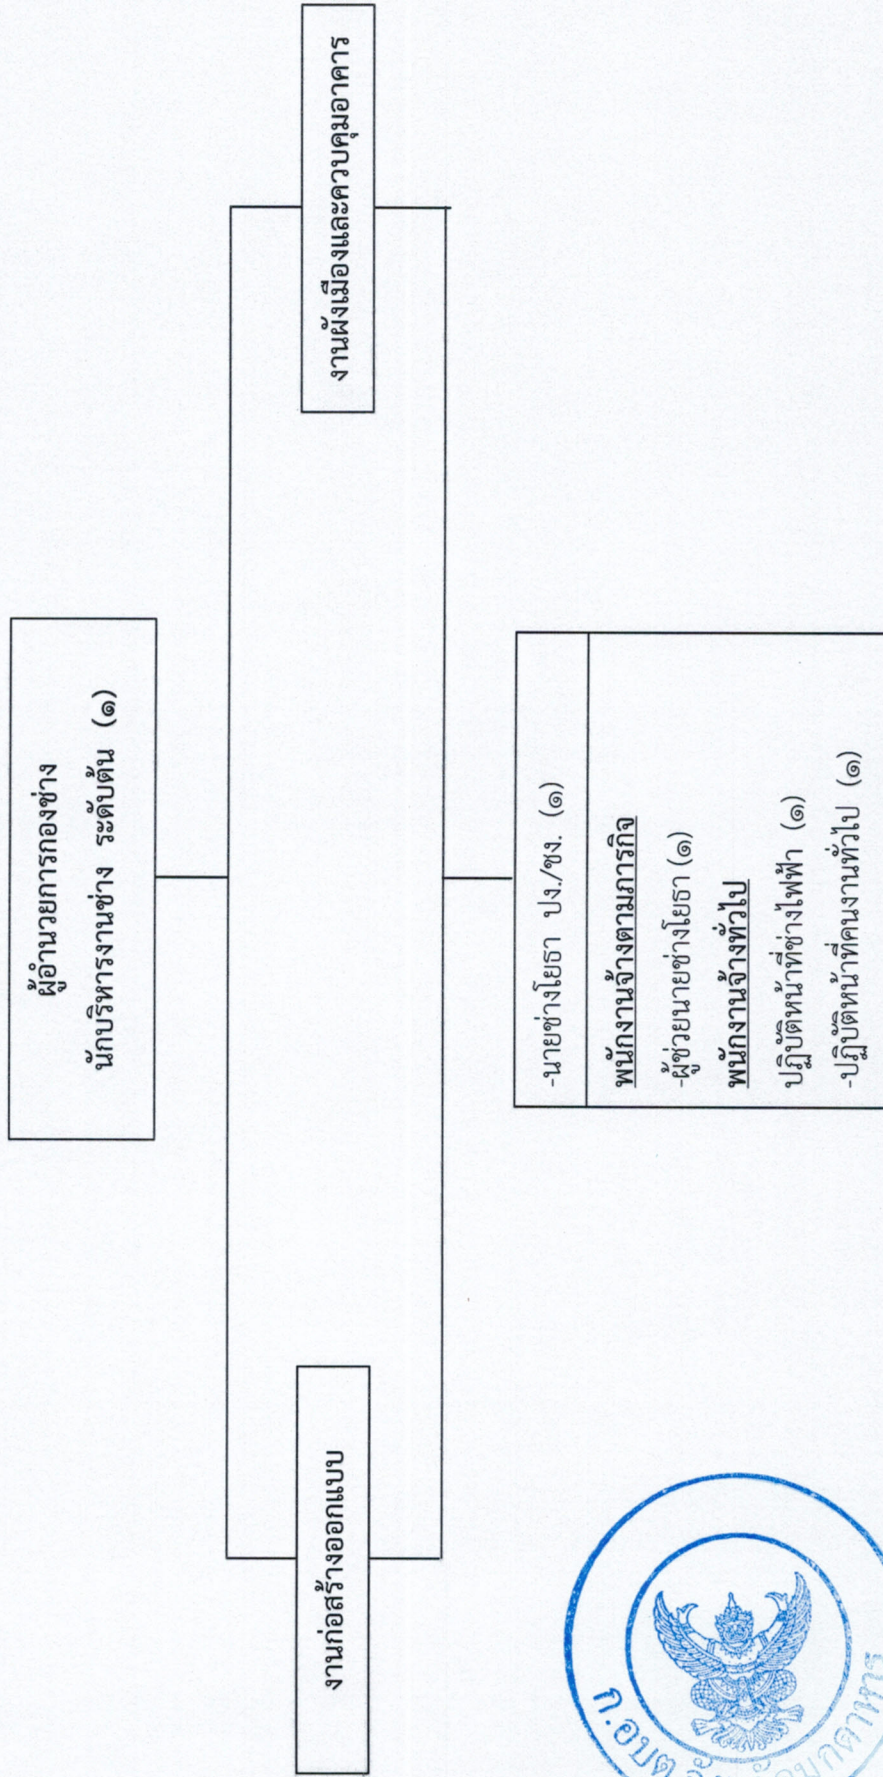 ผู้อำนวยการกองช่าง
นักบริหารงานช่าง ระดับต้น (๑)
งานก่อสร้างออกแบบ
งานผังเมืองและควบคุมอาคาร
-นายช่างโยธา ปง./ชง. (๑)
พนักงานจ้างตามภารกิจ
-ผู้ช่วยนายช่างโยธา (๑)
พนักงานจ้างทั่วไป
ปฏิบัติหน้าที่ช่างไฟฟ้า (๑)
-ปฏิบัติหน้าที่คนงานทั่วไป (๑)
ก.อบต.